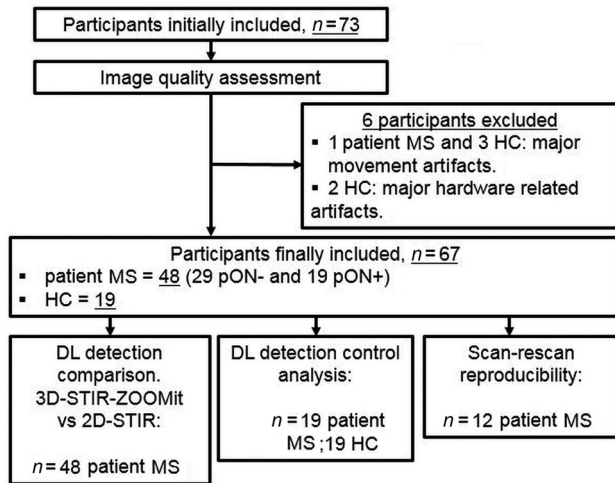 Participants initially included, n=73
Image quality assessment
6 participants excluded
▪ 1 patient MS and 3 HC: major
movement artifacts.
▪ 2 HC: major hardware related
artifacts.
Participants finally included, n=67
▪ patient MS = 48 (29 pON- and 19 pON+)
▪ HC = 19
DL detection
comparison.
3D-STIR-ZOOMit
vs 2D-STIR:
n=48 patient MS
DL detection control
analysis:
n=19 patient
MS ;19 HC
Scan-rescan
reproducibility:
n=12 patient MS